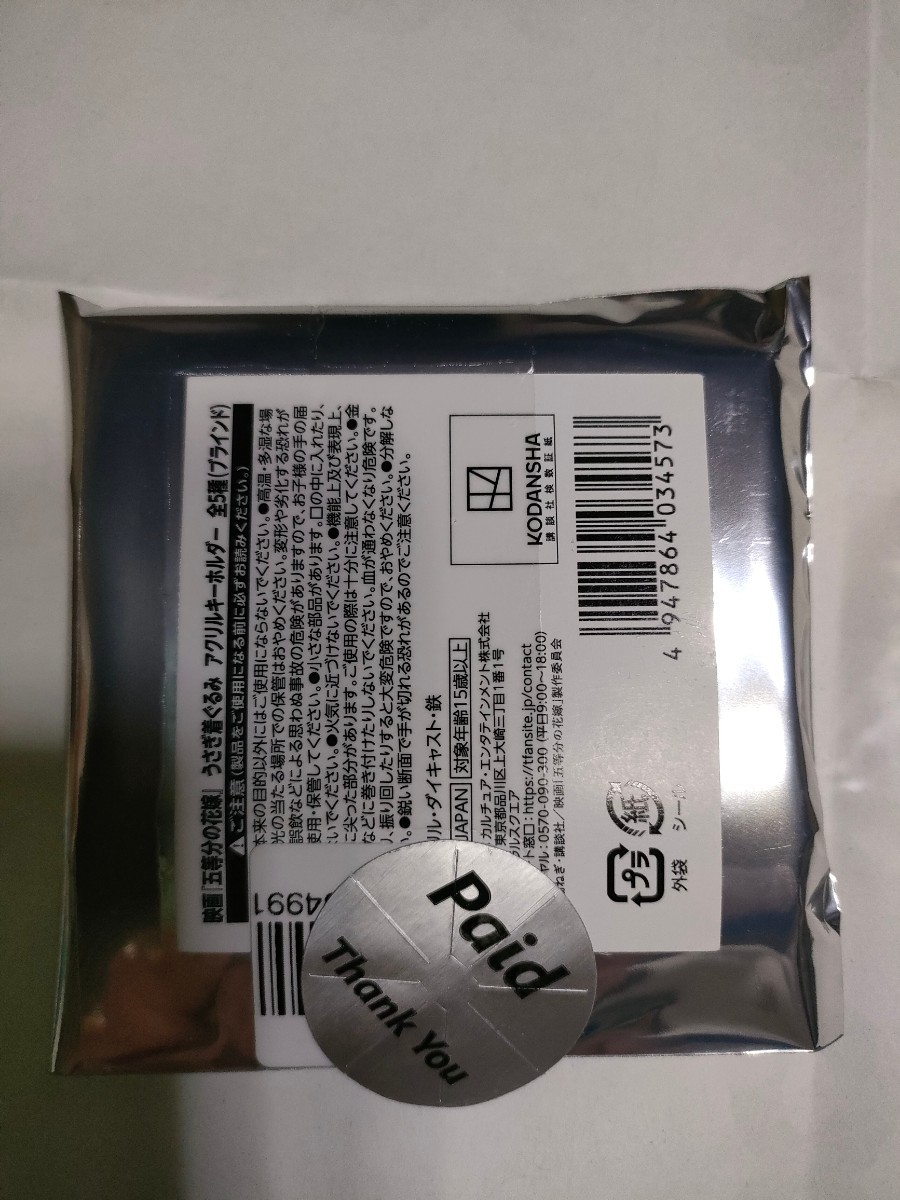 映画「五等分の花嫁」 うさぎ着ぐるみ アクリルキーホルダー 全5種(ブラインド)
⚠ご注意(製品をご使用になる前に必ずお読みください。)
本来の目的以外にはご使用にならないでください。●高温・多湿な場
光の当たる場所での保管はおやめください。変形や劣化する恐れが
誤飲などによる思わぬ事故の危険がありますので、お子様の手の届
使用・保管してください。●小さな部品があります。口の中に入れたり、
いでください。●火気に近づけないでください。●機能上及び表現上、
に尖った部分があります。ご使用の際は十分に注意してください。●金
などに巻き付けたりしないでください。血が通わなくなり危険です。
振り回したりすると大変危険ですので、おやめください。●分解しな
。●鋭い断面で手が切れる恐れがあるのでご注意ください。
リル・ダイキャスト・鉄
JAPAN 対象年齢15歳以上
カルチュア・エンタテインメント株式会社
東京都品川区上大崎三丁目1番1号
ルスクエア
ト窓口:https://tfansite.jp/contact
ヤル:0570-090-300 (平日9:00~18:00)
ねぎ・講談社/映画「五等分の花嫁」製作委員会
KODANSHA
講談社検数証紙
4 947864 034573
プラ
外袋
紙
シール
4991
Paid
Thank You